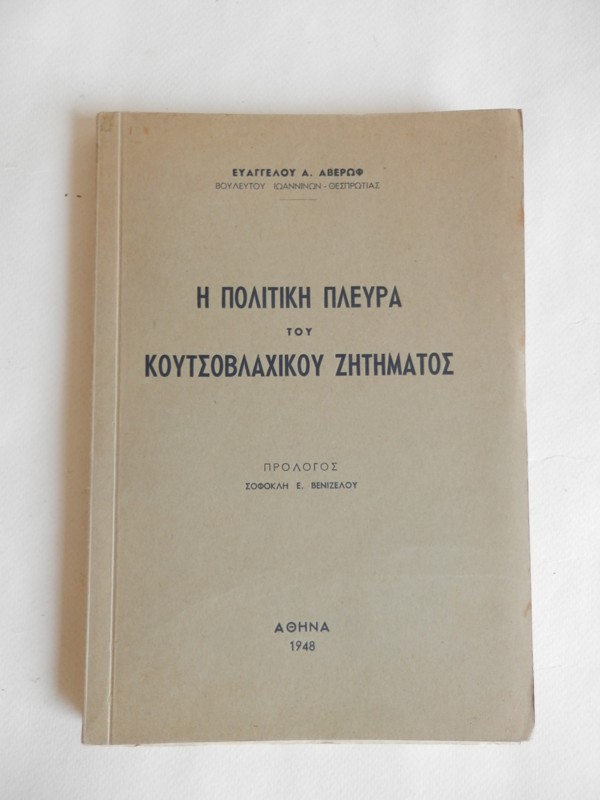 ΕΥΑΓΓΕΛΟΥ Α. ΑΒΕΡΩΦ
ΒΟΥΛΕΥΤΟΥ ΙΩΑΝΝΙΝΩΝ - ΘΕΣΠΡΩΤΙΑΣ
Η ΠΟΛΙΤΙΚΗ ΠΛΕΥΡΑ
ΤΟΥ
ΚΟΥΤΣΟΒΛΑΧΙΚΟΥ ΖΗΤΗΜΑΤΟΣ
ΠΡΟΛΟΓΟΣ
ΣΟΦΟΚΛΗ Ε. ΒΕΝΙΖΕΛΟΥ
ΑΘΗΝΑ
1948